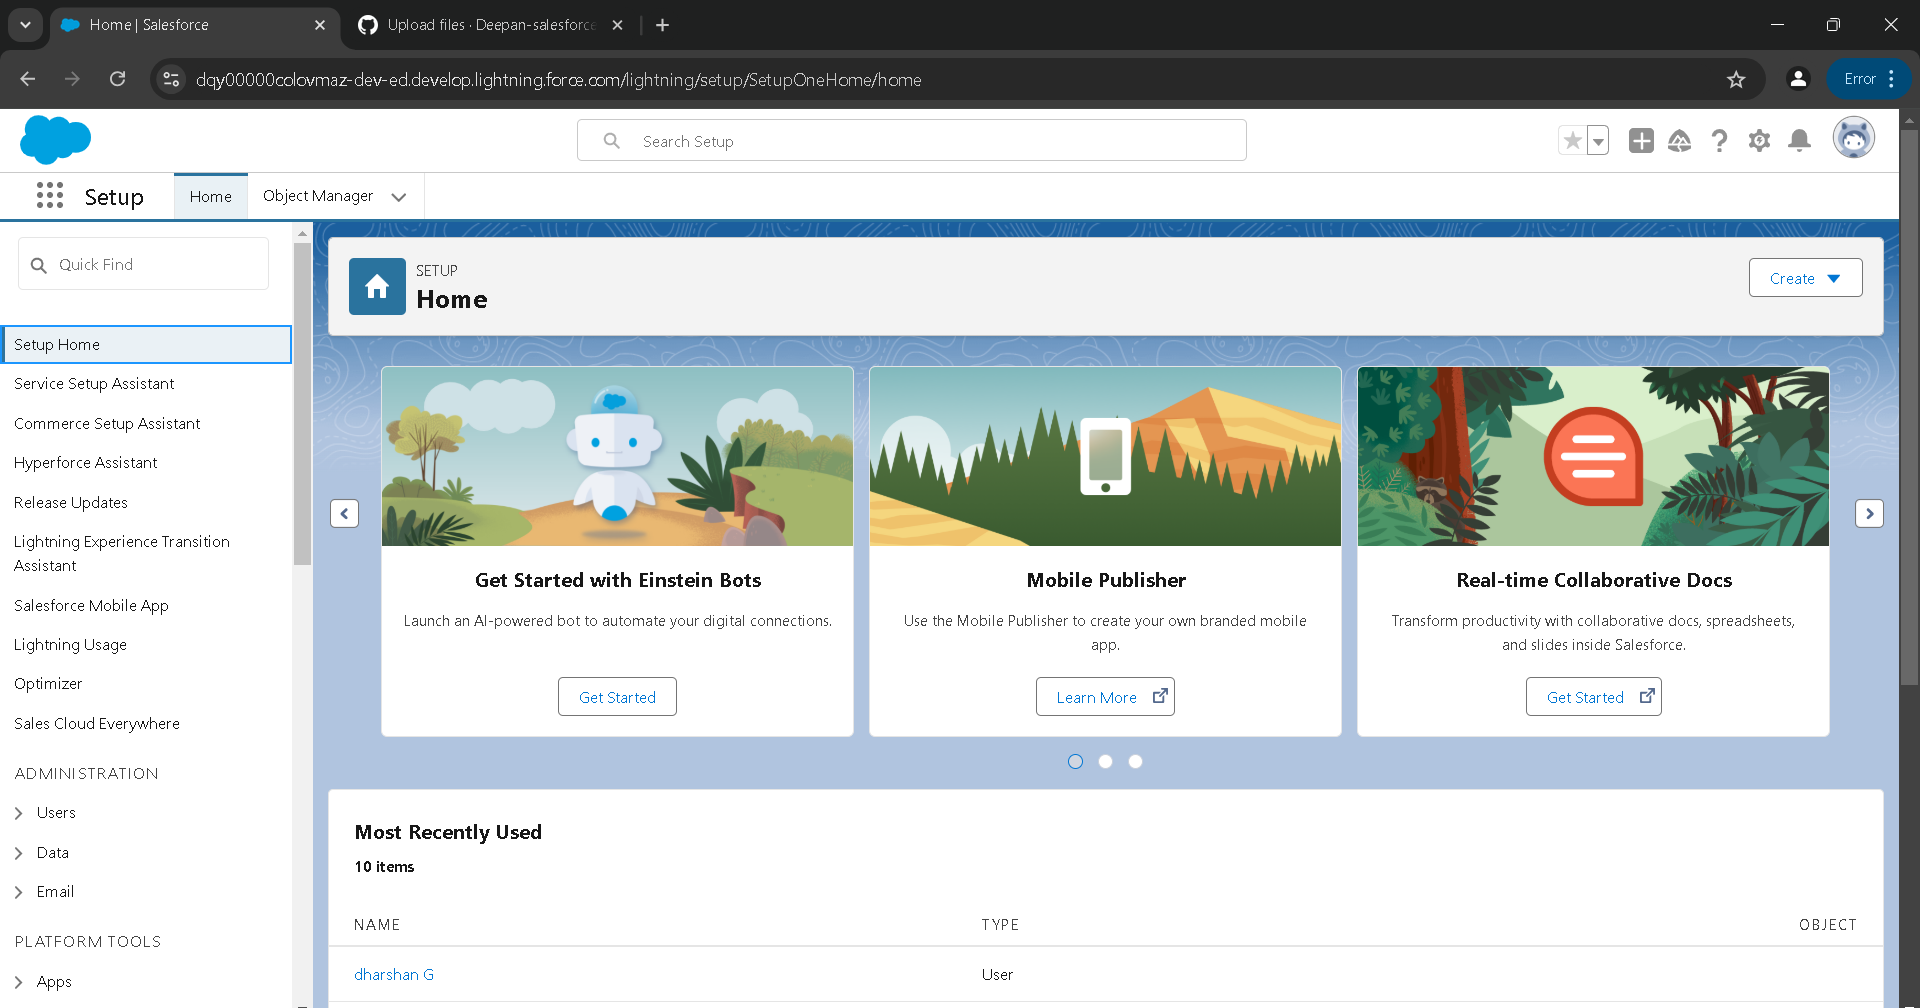 Home | Salesforce
Upload files · Deepan-salesforce
dqy00000colovmaz-dev-ed.develop.lightning.force.com/lightning/setup/SetupOneHome/home
Error
Search Setup
Setup
Home
Object Manager
Quick Find
Setup Home
Service Setup Assistant
Commerce Setup Assistant
Hyperforce Assistant
Release Updates
Lightning Experience Transition
Assistant
Salesforce Mobile App
Lightning Usage
Optimizer
Sales Cloud Everywhere
ADMINISTRATION
Users
Data
Email
PLATFORM TOOLS
Apps
SETUP
Home
Create
Get Started with Einstein Bots
Launch an AI-powered bot to automate your digital connections.
Get Started
Mobile Publisher
Use the Mobile Publisher to create your own branded mobile
app.
Learn More
Real-time Collaborative Docs
Transform productivity with collaborative docs, spreadsheets,
and slides inside Salesforce.
Get Started
Most Recently Used
10 items
NAME TYPE OBJECT
dharshan G User